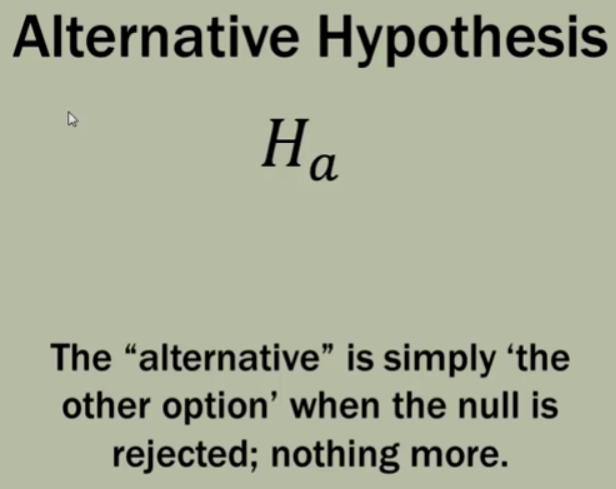 Alternative Hypothesis
Hₐ
The “alternative” is simply ‘the
other option’ when the null is
rejected; nothing more.